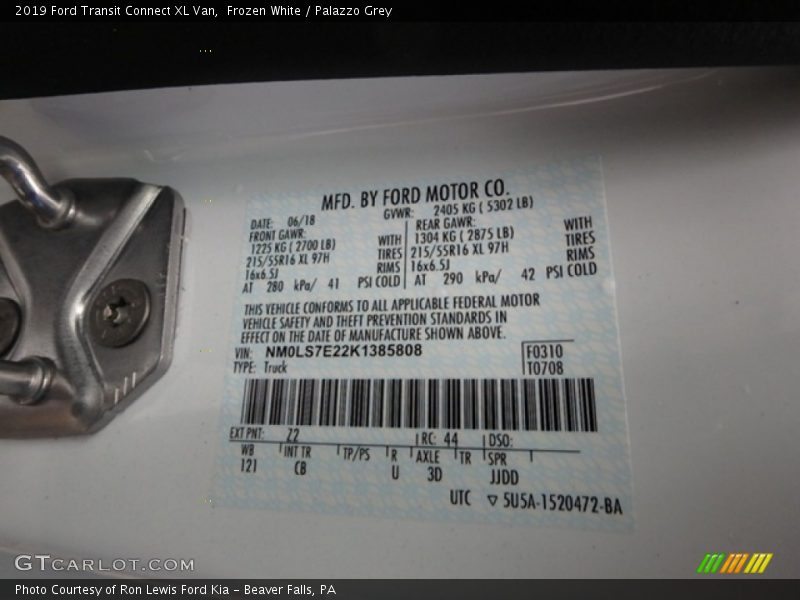 2019 Ford Transit Connect XL Van,  Frozen White / Palazzo Grey
MFD. BY FORD MOTOR CO.
DATE: 06/18 GVWR: 2405 KG ( 5302 LB)
FRONT GAWR: REAR GAWR:
1225 KG ( 2700 LB) WITH 1304 KG ( 2875 LB) WITH
215/55R16 XL 97H TIRES 215/55R16 XL 97H TIRES
16x6.5J RIMS 16x6.5J RIMS
AT 280 kPa/ 41 PSI COLD AT 290 kPa/ 42 PSI COLD
THIS VEHICLE CONFORMS TO ALL APPLICABLE FEDERAL MOTOR
VEHICLE SAFETY AND THEFT PREVENTION STANDARDS IN
EFFECT ON THE DATE OF MANUFACTURE SHOWN ABOVE.
VIN: NM0LS7E22K1385808 F0310
TYPE: Truck T0708
EXT PNT: Z2 RC: 44 DSO:
WB INT TR TP/PS R AXLE TR SPR
121 CB U 3D JJDD
UTC ▽ 5U5A-1520472-BA
GTCARLOT.COM
Photo Courtesy of Ron Lewis Ford Kia - Beaver Falls, PA